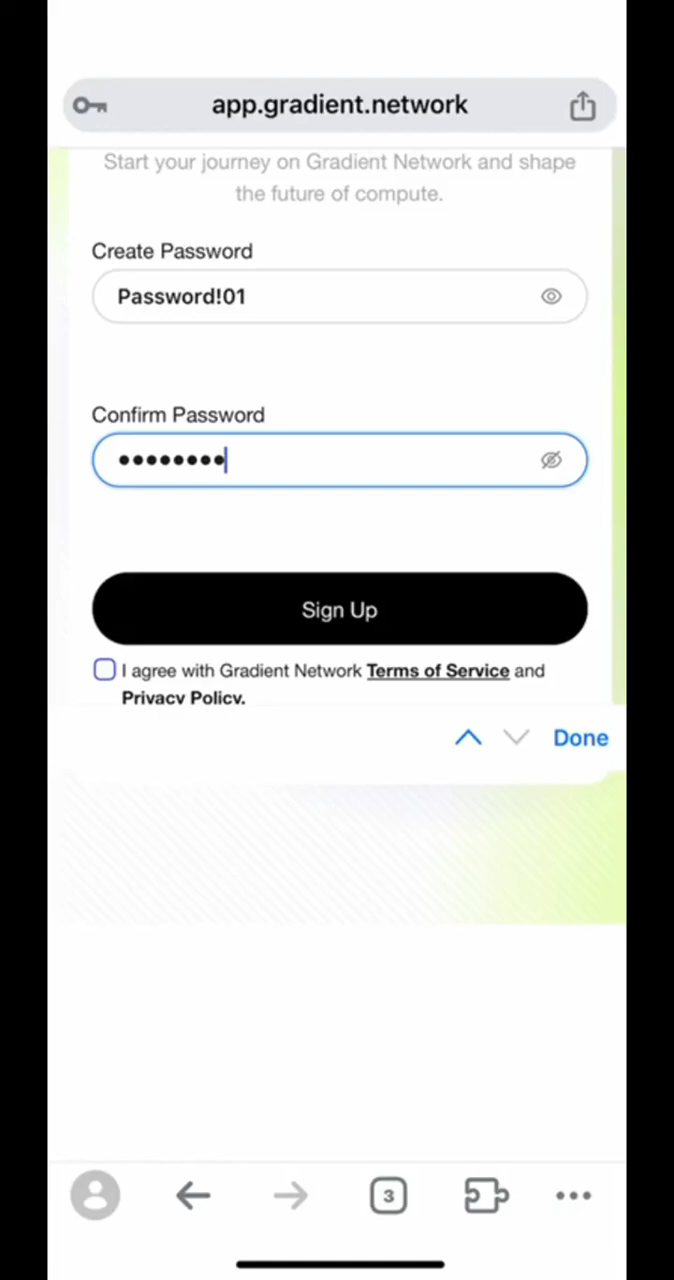 app.gradient.network
Start your journey on Gradient Network and shape
the future of compute.
Create Password
Password!01
Confirm Password
••••••••
Sign Up
I agree with Gradient Network Terms of Service and
Privacy Policy.
Done
3